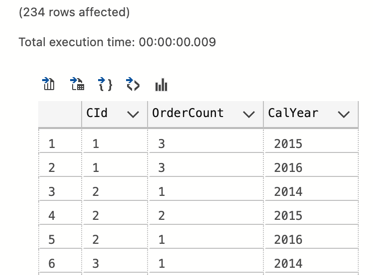 (234 rows affected)
Total execution time: 00:00:00.009
CId OrderCount CalYear
1 1 3 2015
2 1 3 2016
3 2 1 2014
4 2 2 2015
5 2 1 2016
6 3 1 2014